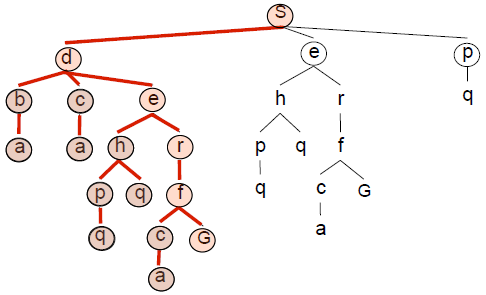 S
d e p
b c e h r q
a a h r p q f
p q f q c G
q c G a
a